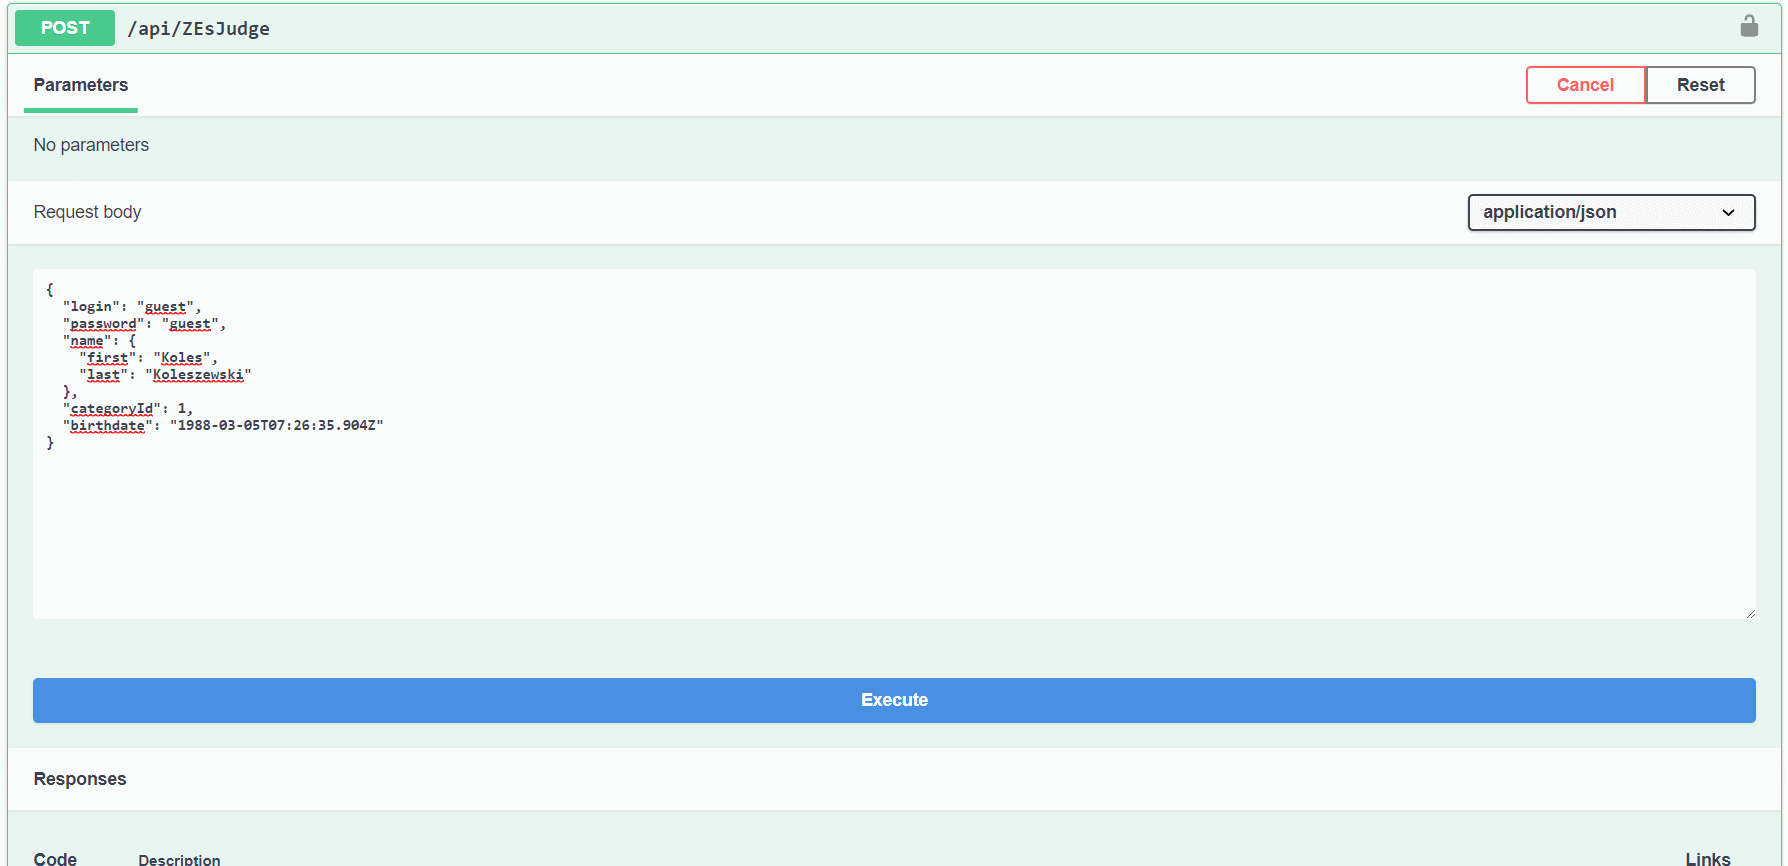 POST /api/ZEsJudge
Parameters
Cancel
Reset
No parameters
Request body
application/json
{
  "login": "guest",
  "password": "guest",
  "name": {
    "first": "Koles",
    "last": "Koleszewski"
  },
  "categoryId": 1,
  "birthdate": "1988-03-05T07:26:35.904Z"
}
Execute
Responses
Code
Description
Links